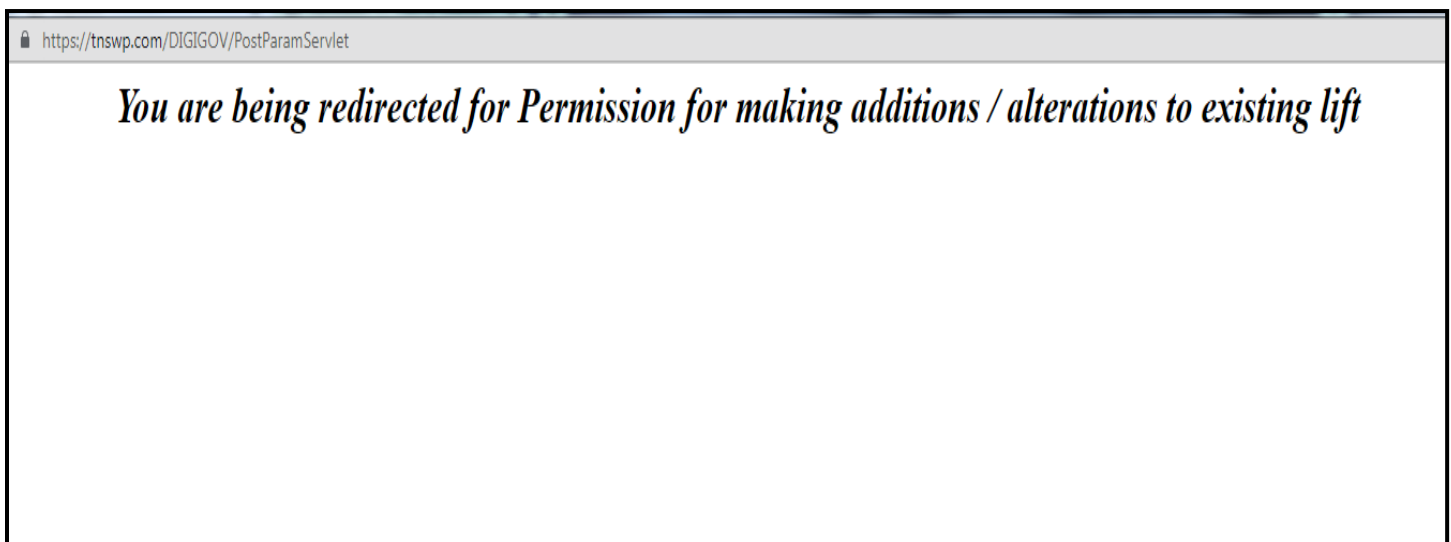 https://tnswp.com/DIGIGOV/PostParamServlet
You are being redirected for Permission for making additions / alterations to existing lift